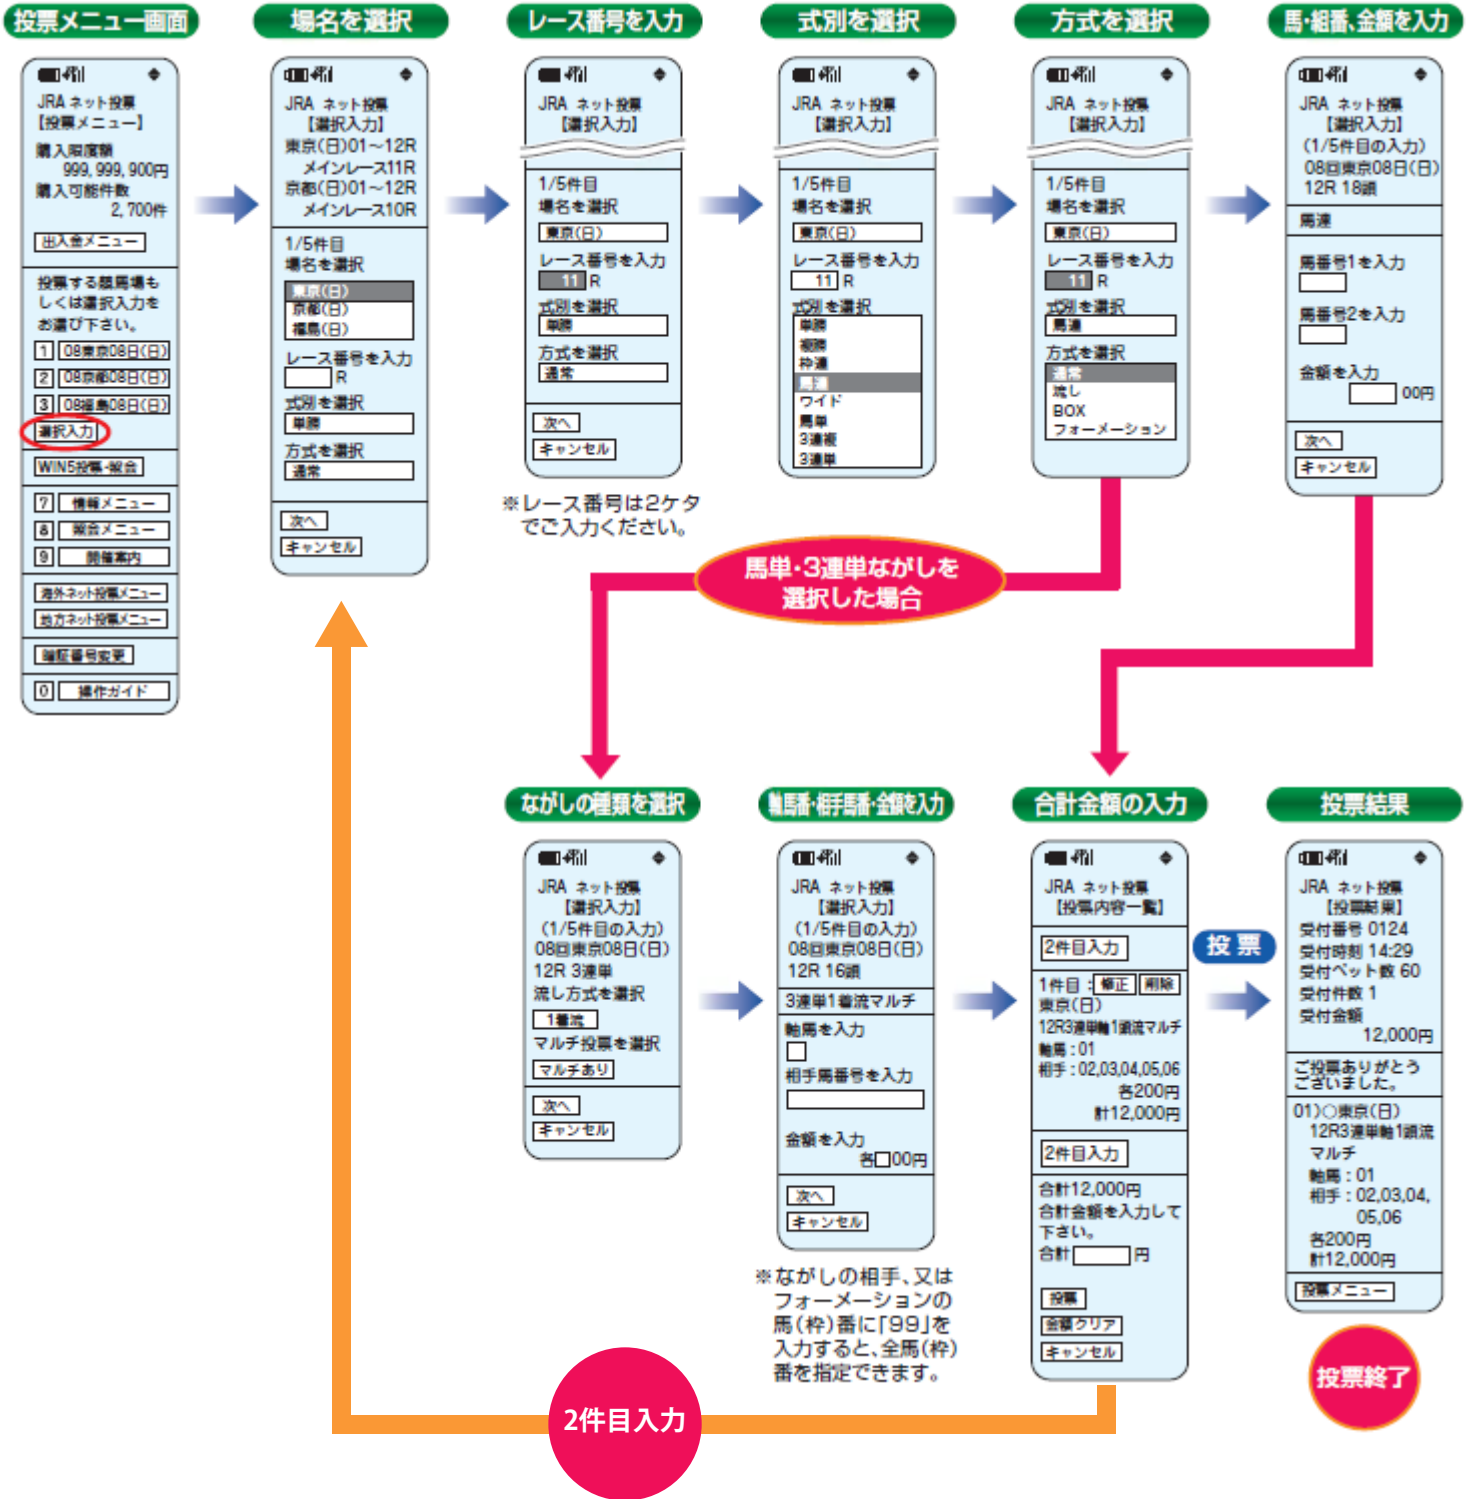 投票メニュー画面
JRA ネット投票
【投票メニュー】
購入限度額
999,999,900円
購入可能件数
2,700件
出入金メニュー
投票する競馬場も
しくは選択入力を
お選び下さい。
1 08東京08日(日)
2 08京都08日(日)
3 08福島08日(日)
選択入力
WIN5投票・照会
7 情報メニュー
8 照会メニュー
9 開催案内
海外ネット投票メニュー
地方ネット投票メニュー
暗証番号変更
0 操作ガイド
場名を選択
JRA ネット投票
【選択入力】
東京(日)01〜12R
メインレース11R
京都(日)01〜12R
メインレース10R
1/5件目
場名を選択
東京(日)
京都(日)
福島(日)
レース番号を入力
R
式別を選択
単勝
方式を選択
通常
次へ
キャンセル
レース番号を入力
JRA ネット投票
【選択入力】
1/5件目
場名を選択
東京(日)
レース番号を入力
11 R
式別を選択
単勝
方式を選択
通常
次へ
キャンセル
※レース番号は2ケタ
でご入力ください。
式別を選択
JRA ネット投票
【選択入力】
1/5件目
場名を選択
東京(日)
レース番号を入力
11 R
式別を選択
単勝
複勝
枠連
馬連
ワイド
馬単
3連複
3連単
方式を選択
JRA ネット投票
【選択入力】
1/5件目
場名を選択
東京(日)
レース番号を入力
11 R
式別を選択
馬連
方式を選択
通常
流し
BOX
フォーメーション
馬・組番、金額を入力
JRA ネット投票
【選択入力】
(1/5件目の入力)
08回東京08日(日)
12R 18頭
馬連
馬番号1を入力
馬番号2を入力
金額を入力
00円
次へ
キャンセル
馬単・3連単ながしを
選択した場合
ながしの種類を選択
JRA ネット投票
【選択入力】
(1/5件目の入力)
08回東京08日(日)
12R 3連単
流し方式を選択
1着流
マルチ投票を選択
マルチあり
次へ
キャンセル
軸馬番・相手馬番・金額を入力
JRA ネット投票
【選択入力】
(1/5件目の入力)
08回東京08日(日)
12R 16頭
3連単1着流マルチ
軸馬を入力
相手馬番号を入力
金額を入力
各 00円
次へ
キャンセル
※ながしの相手、又は
フォーメーションの
馬(枠)番に「99」を
入力すると、全馬(枠)
番を指定できます。
合計金額の入力
JRA ネット投票
【投票内容一覧】
2件目入力
1件目：修正 削除
東京(日)
12R3連単軸1頭流マルチ
軸馬：01
相手：02,03,04,05,06
各200円
計12,000円
2件目入力
合計12,000円
合計金額を入力して
下さい。
合計 円
投票
金額クリア
キャンセル
投票
投票結果
JRA ネット投票
【投票結果】
受付番号 0124
受付時刻 14:29
受付ベット数 60
受付件数 1
受付金額
12,000円
ご投票ありがとう
ございました。
01)○東京(日)
12R3連単軸1頭流
マルチ
軸馬：01
相手：02,03,04,
05,06
各200円
計12,000円
投票メニュー
投票終了
2件目入力